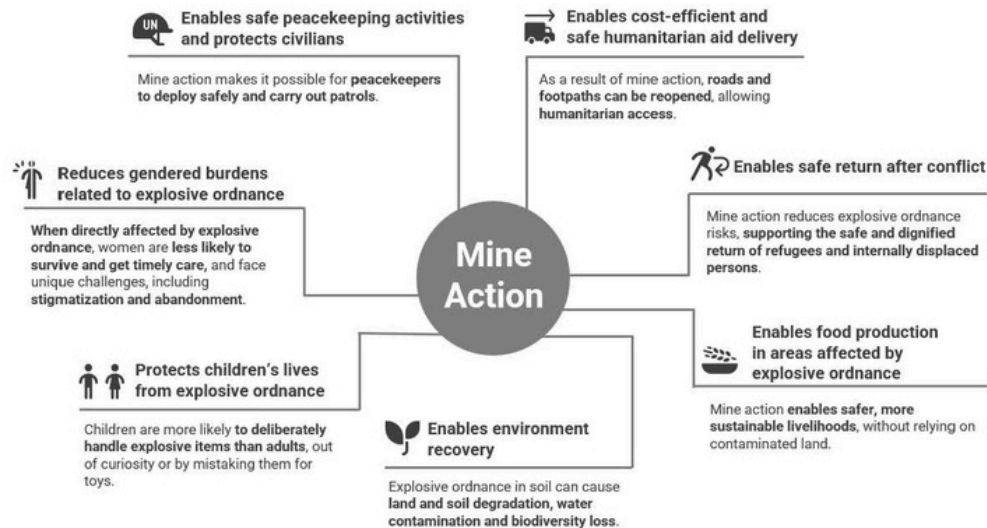 UN
Enables safe peacekeeping activities
and protects civilians
Mine action makes it possible for peacekeepers
to deploy safely and carry out patrols.
Enables cost-efficient and
safe humanitarian aid delivery
As a result of mine action, roads and
footpaths can be reopened, allowing
humanitarian access.
Reduces gendered burdens
related to explosive ordnance
When directly affected by explosive
ordnance, women are less likely to
survive and get timely care, and face
unique challenges, including
stigmatization and abandonment.
Mine
Action
Enables safe return after conflict
Mine action reduces explosive ordnance
risks, supporting the safe and dignified
return of refugees and internally displaced
persons.
Protects children's lives
from explosive ordnance
Children are more likely to deliberately
handle explosive items than adults, out
of curiosity or by mistaking them for
toys.
Enables environment
recovery
Explosive ordnance in soil can cause
land and soil degradation, water
contamination and biodiversity loss.
Enables food production
in areas affected by
explosive ordnance
Mine action enables safer, more
sustainable livelihoods, without relying on
contaminated land.